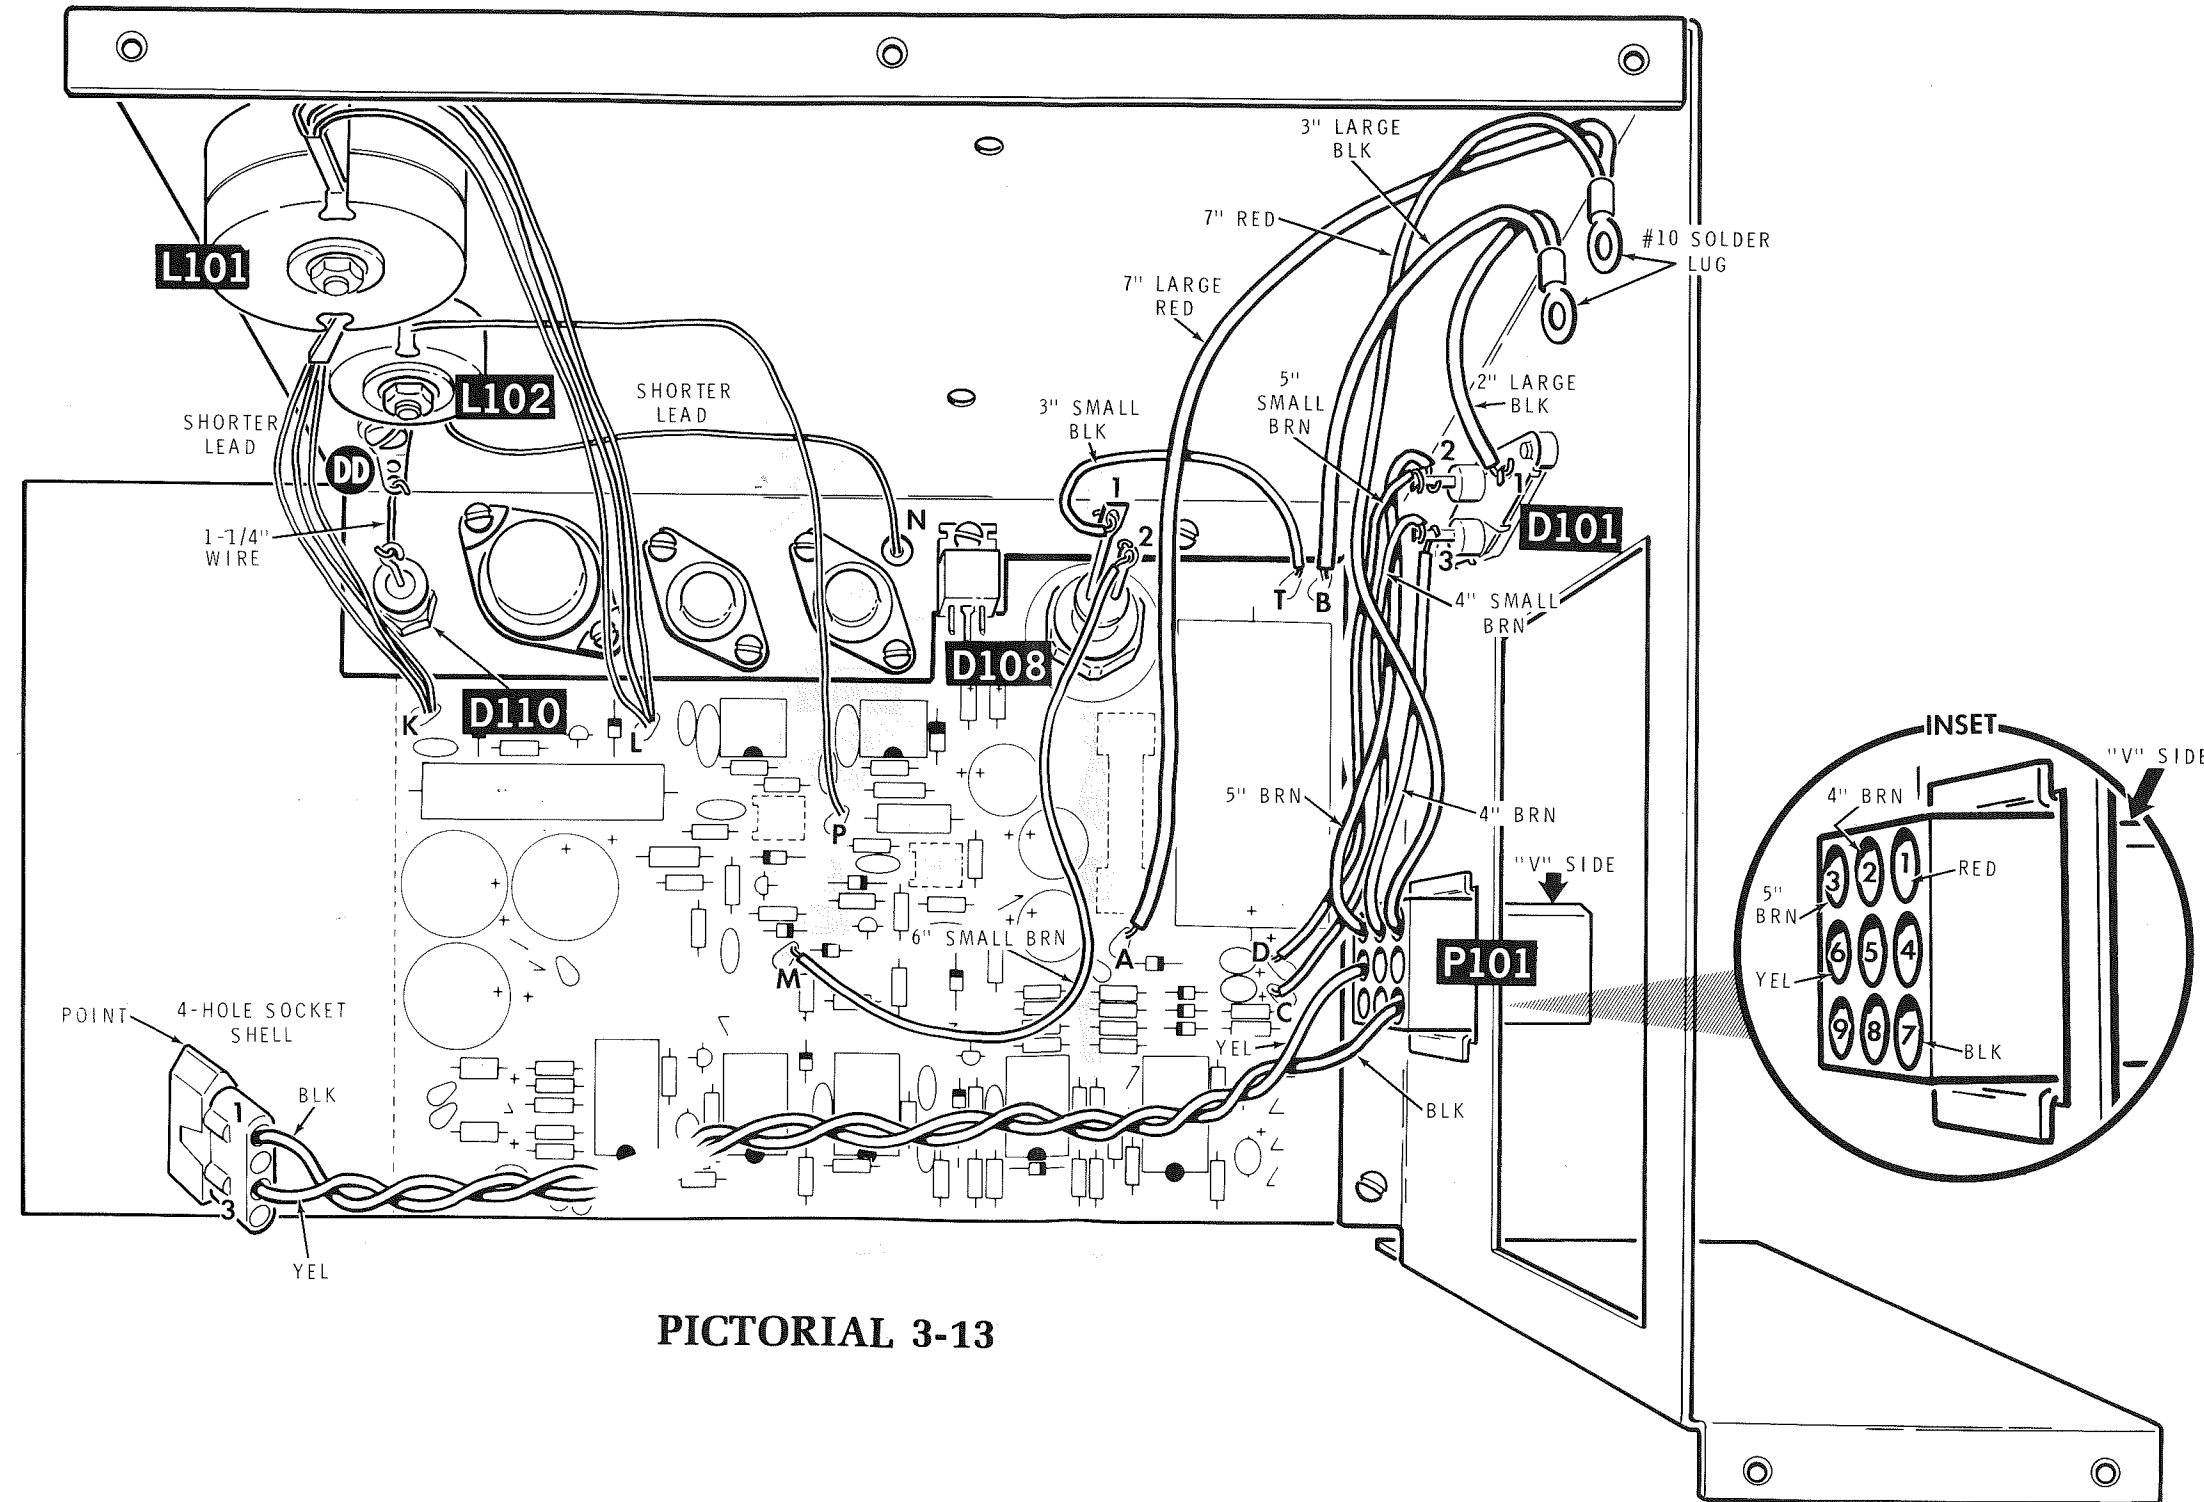 3" LARGE
BLK
7" RED
#10 SOLDER
LUG
L101
7" LARGE
RED
L102
SHORTER
LEAD
SHORTER
LEAD
5"
SMALL
BRN
2" LARGE
BLK
3" SMALL
BLK
DD
2
1
1
D101
N
2
3
1-1/4"
WIRE
T
B
4" SMALL
BRN
D108
D110
K
L
INSET
"V" SIDE
5" BRN
4" BRN
4" BRN
P
"V" SIDE
3
2
1
RED
5"
BRN
6" SMALL BRN
6
5
4
A
D
P101
M
YEL
C
POINT
4-HOLE SOCKET
SHELL
9
8
7
YEL
BLK
BLK
1
BLK
3
YEL
PICTORIAL 3-13